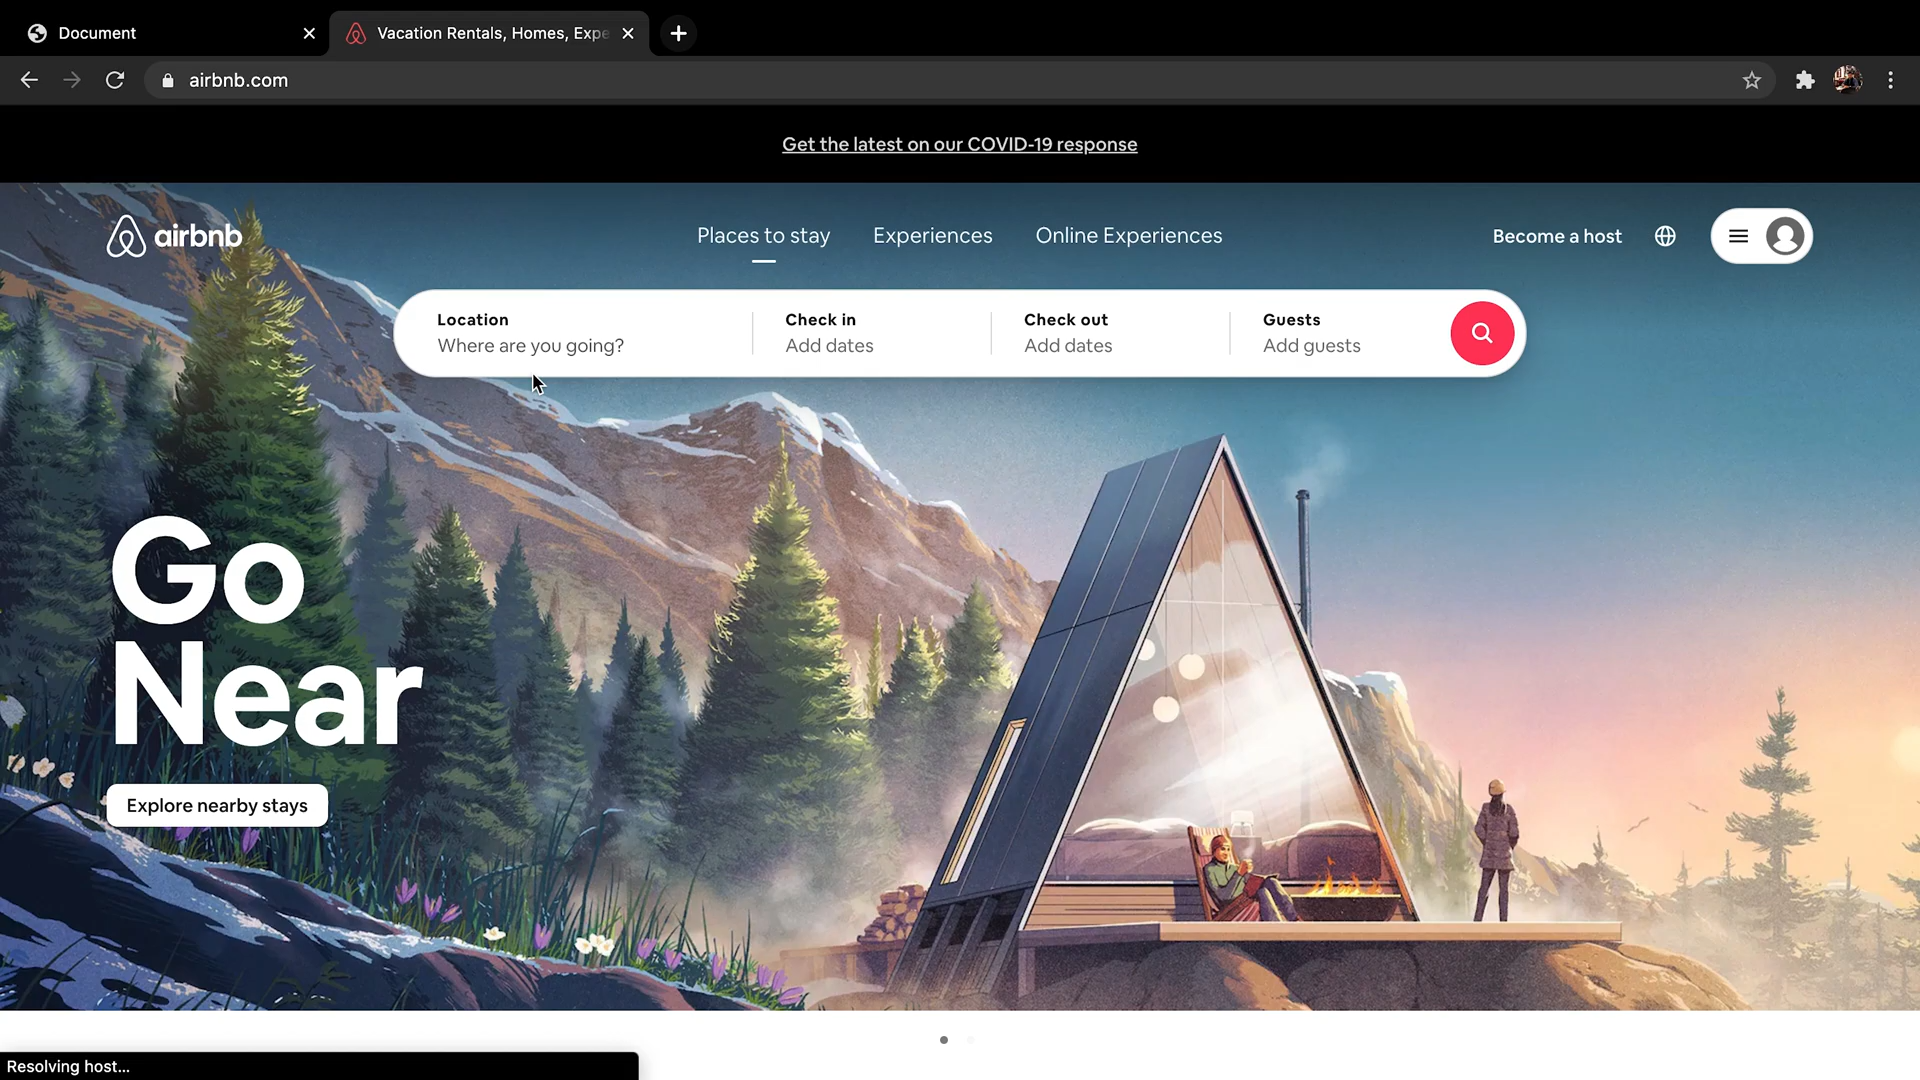 Document
Vacation Rentals, Homes, Expe
airbnb.com
Get the latest on our COVID-19 response
airbnb
Places to stay
Experiences
Online Experiences
Become a host
Location
Where are you going?
Check in
Add dates
Check out
Add dates
Guests
Add guests
Go
Near
Explore nearby stays
Resolving host...